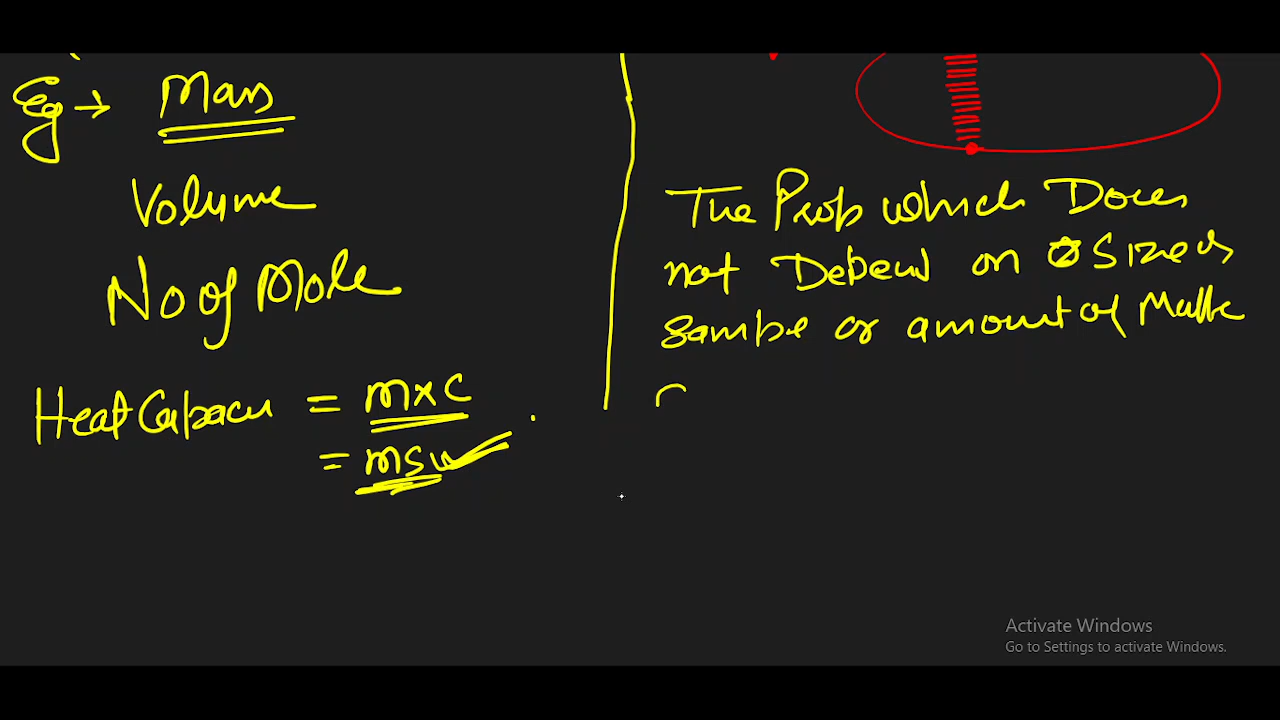 Eg → Mass
Volume
No of Mole
Heat Capacity = m×c
= msw
The Prop which Does
not Depend on Size of
sample or amount of Matter
Activate Windows
Go to Settings to activate Windows.